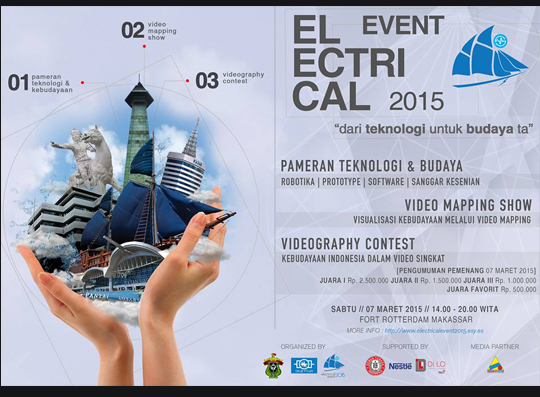 01 pameran
teknologi &
kebudayaan
02 video
mapping
show
03 videography
contest
EL EVENT
ECTRI
CAL 2015
“dari teknologi untuk budaya ta”
PAMERAN TEKNOLOGI & BUDAYA
ROBOTIKA | PROTOTYPE | SOFTWARE | SANGGAR KESENIAN
VIDEO MAPPING SHOW
VISUALISASI KEBUDAYAAN MELALUI VIDEO MAPPING
VIDEOGRAPHY CONTEST
KEBUDAYAAN INDONESIA DALAM VIDEO SINGKAT
[PENGUMUMAN PEMENANG 07 MARET 2015]
JUARA I Rp. 2.500.000 JUARA II Rp. 1.500.000 JUARA III Rp. 1.000.000
JUARA FAVORIT Rp. 500.000
SABTU // 07 MARET 2015 // 14.00 - 20.00 WITA
FORT ROTTERDAM MAKASSAR
MORE INFO : http://www.electricalevent2015.esy.es
ORGANIZED BY SUPPORTED BY MEDIA PARTNER
Nestle DILO